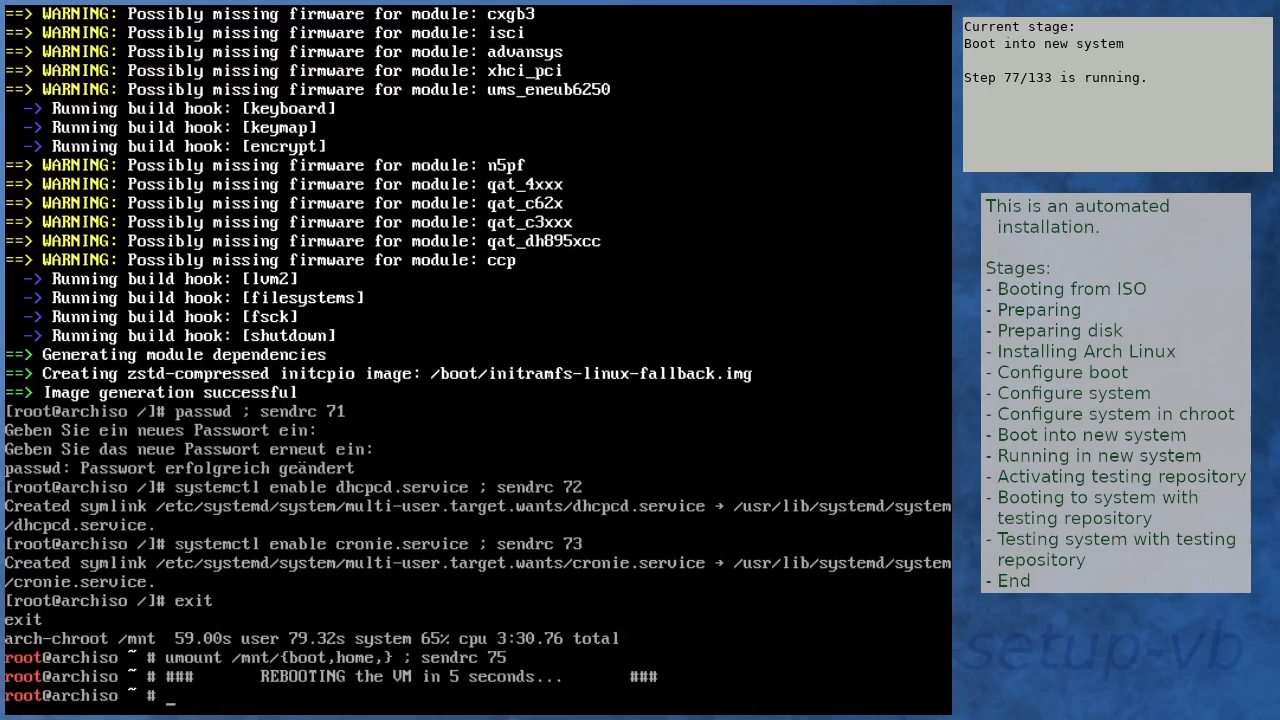 ==> WARNING: Possibly missing firmware for module: cxgb3
==> WARNING: Possibly missing firmware for module: isci
==> WARNING: Possibly missing firmware for module: advansys
==> WARNING: Possibly missing firmware for module: xhci_pci
==> WARNING: Possibly missing firmware for module: ums_eneub6250
  -> Running build hook: [keyboard]
  -> Running build hook: [keymap]
  -> Running build hook: [encrypt]
==> WARNING: Possibly missing firmware for module: n5pf
==> WARNING: Possibly missing firmware for module: qat_4xxx
==> WARNING: Possibly missing firmware for module: qat_c62x
==> WARNING: Possibly missing firmware for module: qat_c3xxx
==> WARNING: Possibly missing firmware for module: qat_dh895xcc
==> WARNING: Possibly missing firmware for module: ccp
  -> Running build hook: [lvm2]
  -> Running build hook: [filesystems]
  -> Running build hook: [fsck]
  -> Running build hook: [shutdown]
==> Generating module dependencies
==> Creating zstd-compressed initcpio image: /boot/initramfs-linux-fallback.img
==> Image generation successful
[root@archiso /]# passwd ; sendrc 71
Geben Sie ein neues Passwort ein:
Geben Sie das neue Passwort erneut ein:
passwd: Passwort erfolgreich geändert
[root@archiso /]# systemctl enable dhcpcd.service ; sendrc 72
Created symlink /etc/systemd/system/multi-user.target.wants/dhcpcd.service → /usr/lib/systemd/system
/dhcpcd.service.
[root@archiso /]# systemctl enable cronie.service ; sendrc 73
Created symlink /etc/systemd/system/multi-user.target.wants/cronie.service → /usr/lib/systemd/system
/cronie.service.
[root@archiso /]# exit
exit
arch-chroot /mnt  59.00s user 79.32s system 65% cpu 3:30.76 total
root@archiso ~ # umount /mnt/{boot,home,} ; sendrc 75
root@archiso ~ # ###       REBOOTING the VM in 5 seconds...       ###
root@archiso ~ # _
Current stage:
Boot into new system
Step 77/133 is running.
This is an automated
installation.
Stages:
- Booting from ISO
- Preparing
- Preparing disk
- Installing Arch Linux
- Configure boot
- Configure system
- Configure system in chroot
- Boot into new system
- Running in new system
- Activating testing repository
- Booting to system with
testing repository
- Testing system with testing
repository
- End
setup-vb